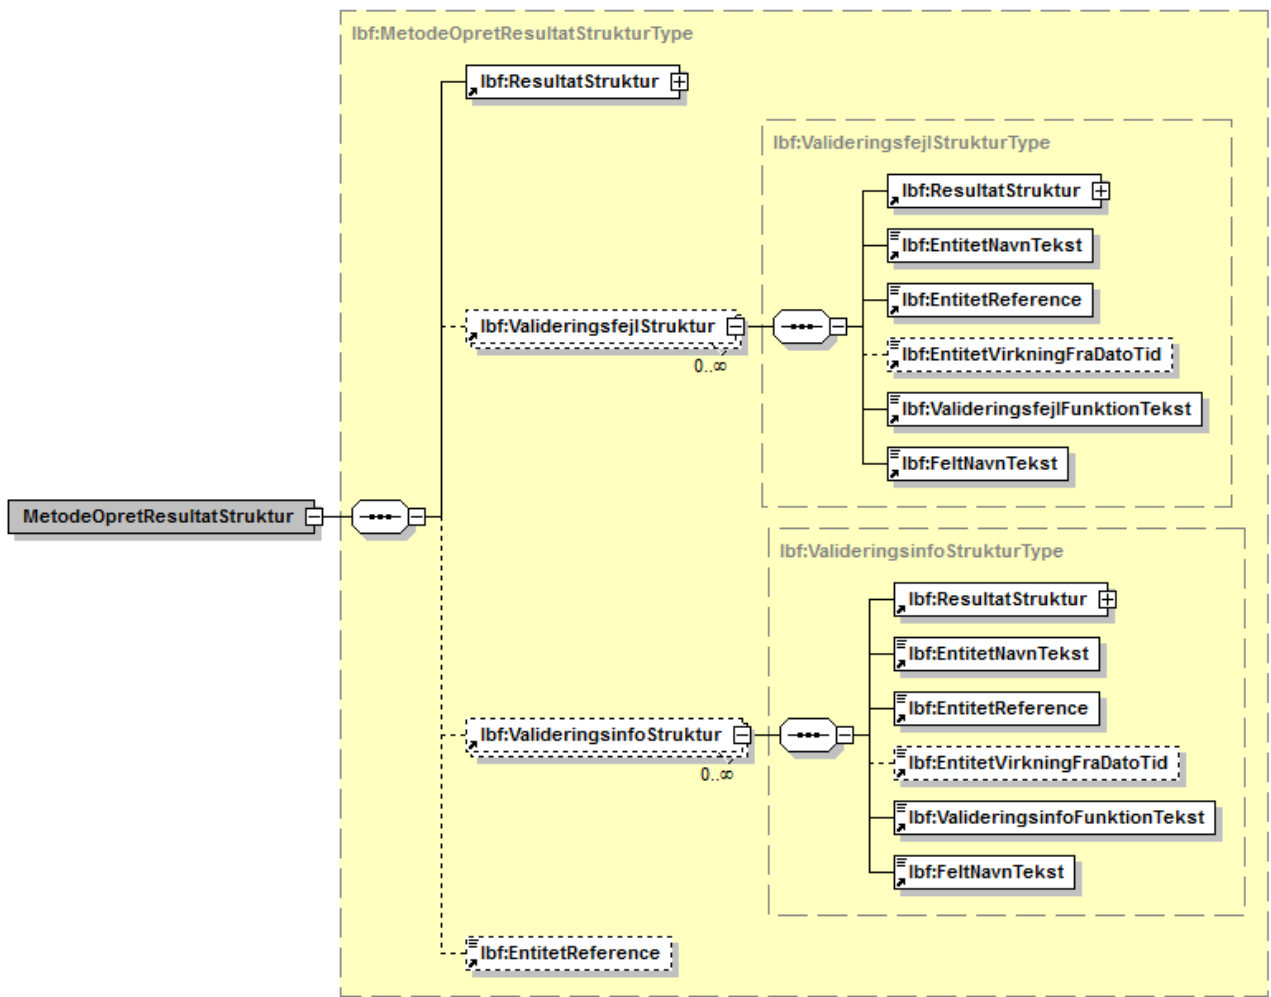 lbf:MetodeOpretResultatStrukturType
lbf:ResultatStruktur
lbf:ValideringsfejlStrukturType
lbf:ResultatStruktur
lbf:EntitetNavnTekst
lbf:EntitetReference
lbf:ValideringsfejlStruktur
0..∞
lbf:EntitetVirkningFraDatoTid
lbf:ValideringsfejlFunktionTekst
lbf:FeltNavnTekst
MetodeOpretResultatStruktur
lbf:ValideringsinfoStrukturType
lbf:ResultatStruktur
lbf:EntitetNavnTekst
lbf:EntitetReference
lbf:ValideringsinfoStruktur
0..∞
lbf:EntitetVirkningFraDatoTid
lbf:ValideringsinfoFunktionTekst
lbf:FeltNavnTekst
lbf:EntitetReference